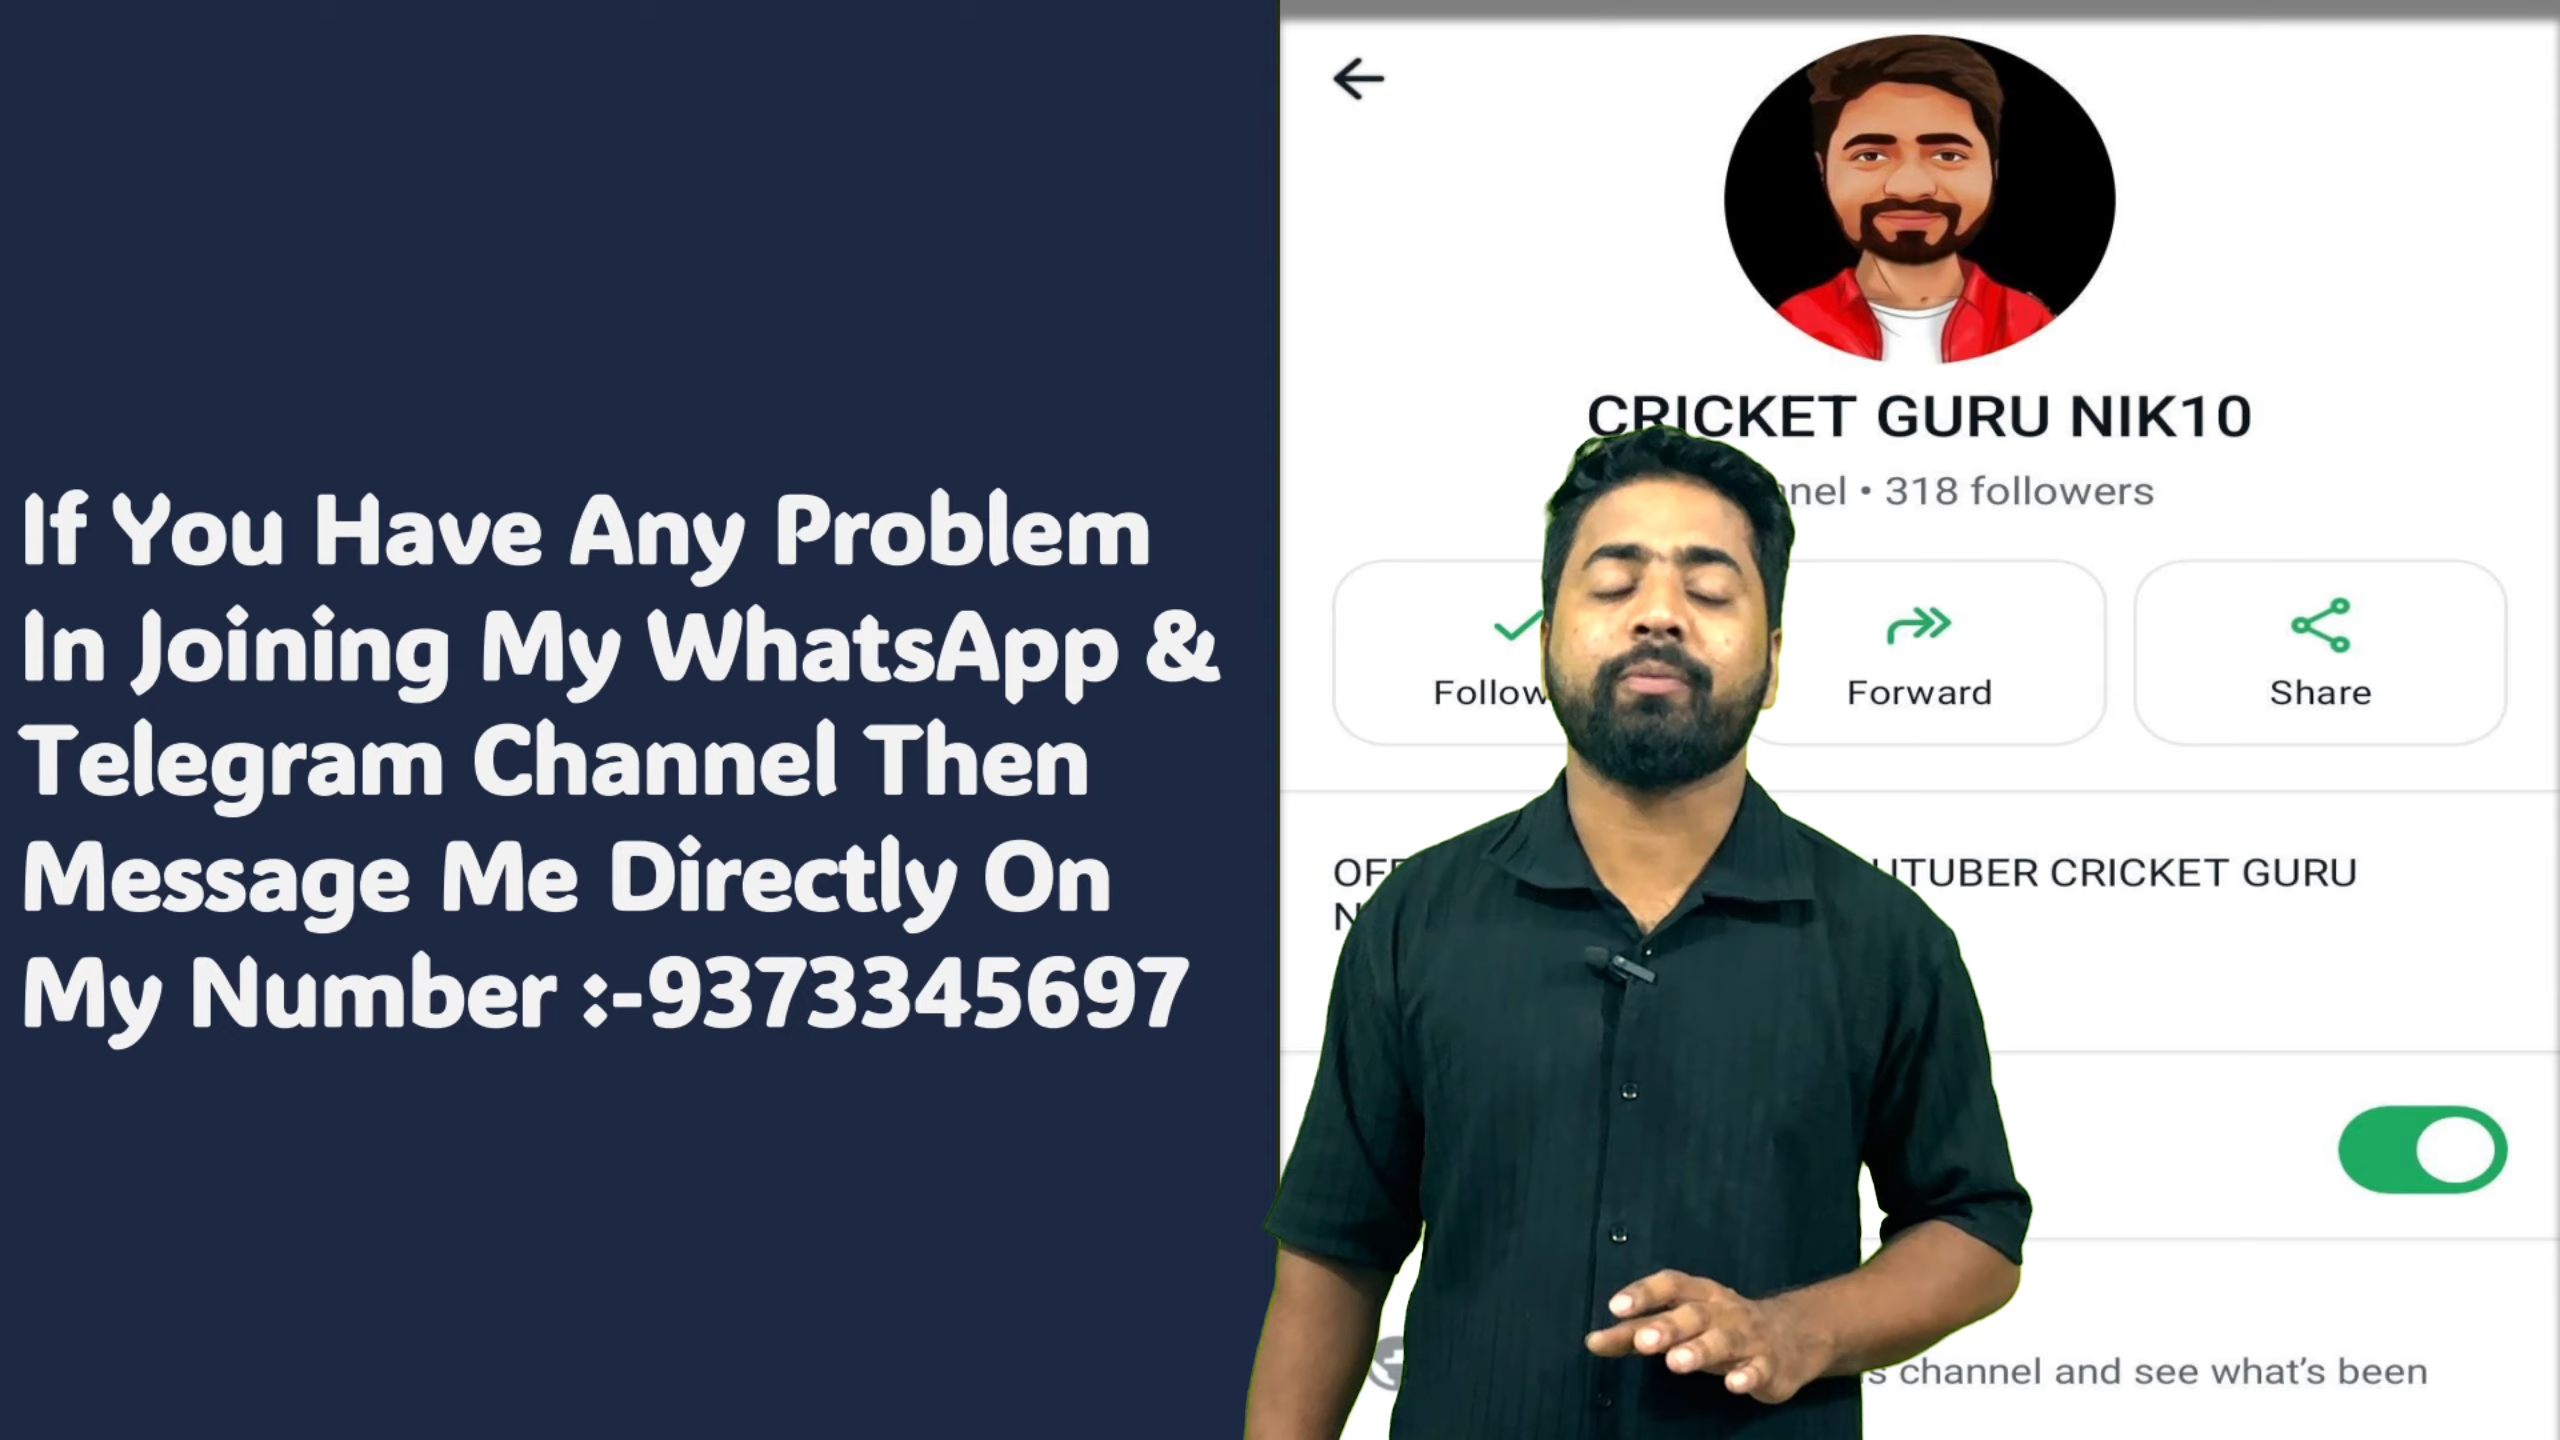 If You Have Any Problem
In Joining My WhatsApp &
Telegram Channel Then
Message Me Directly On
My Number :-9373345697
CRICKET GURU NIK10
318 followers
Forward
Share
CRICKET GURU
channel and see what's been